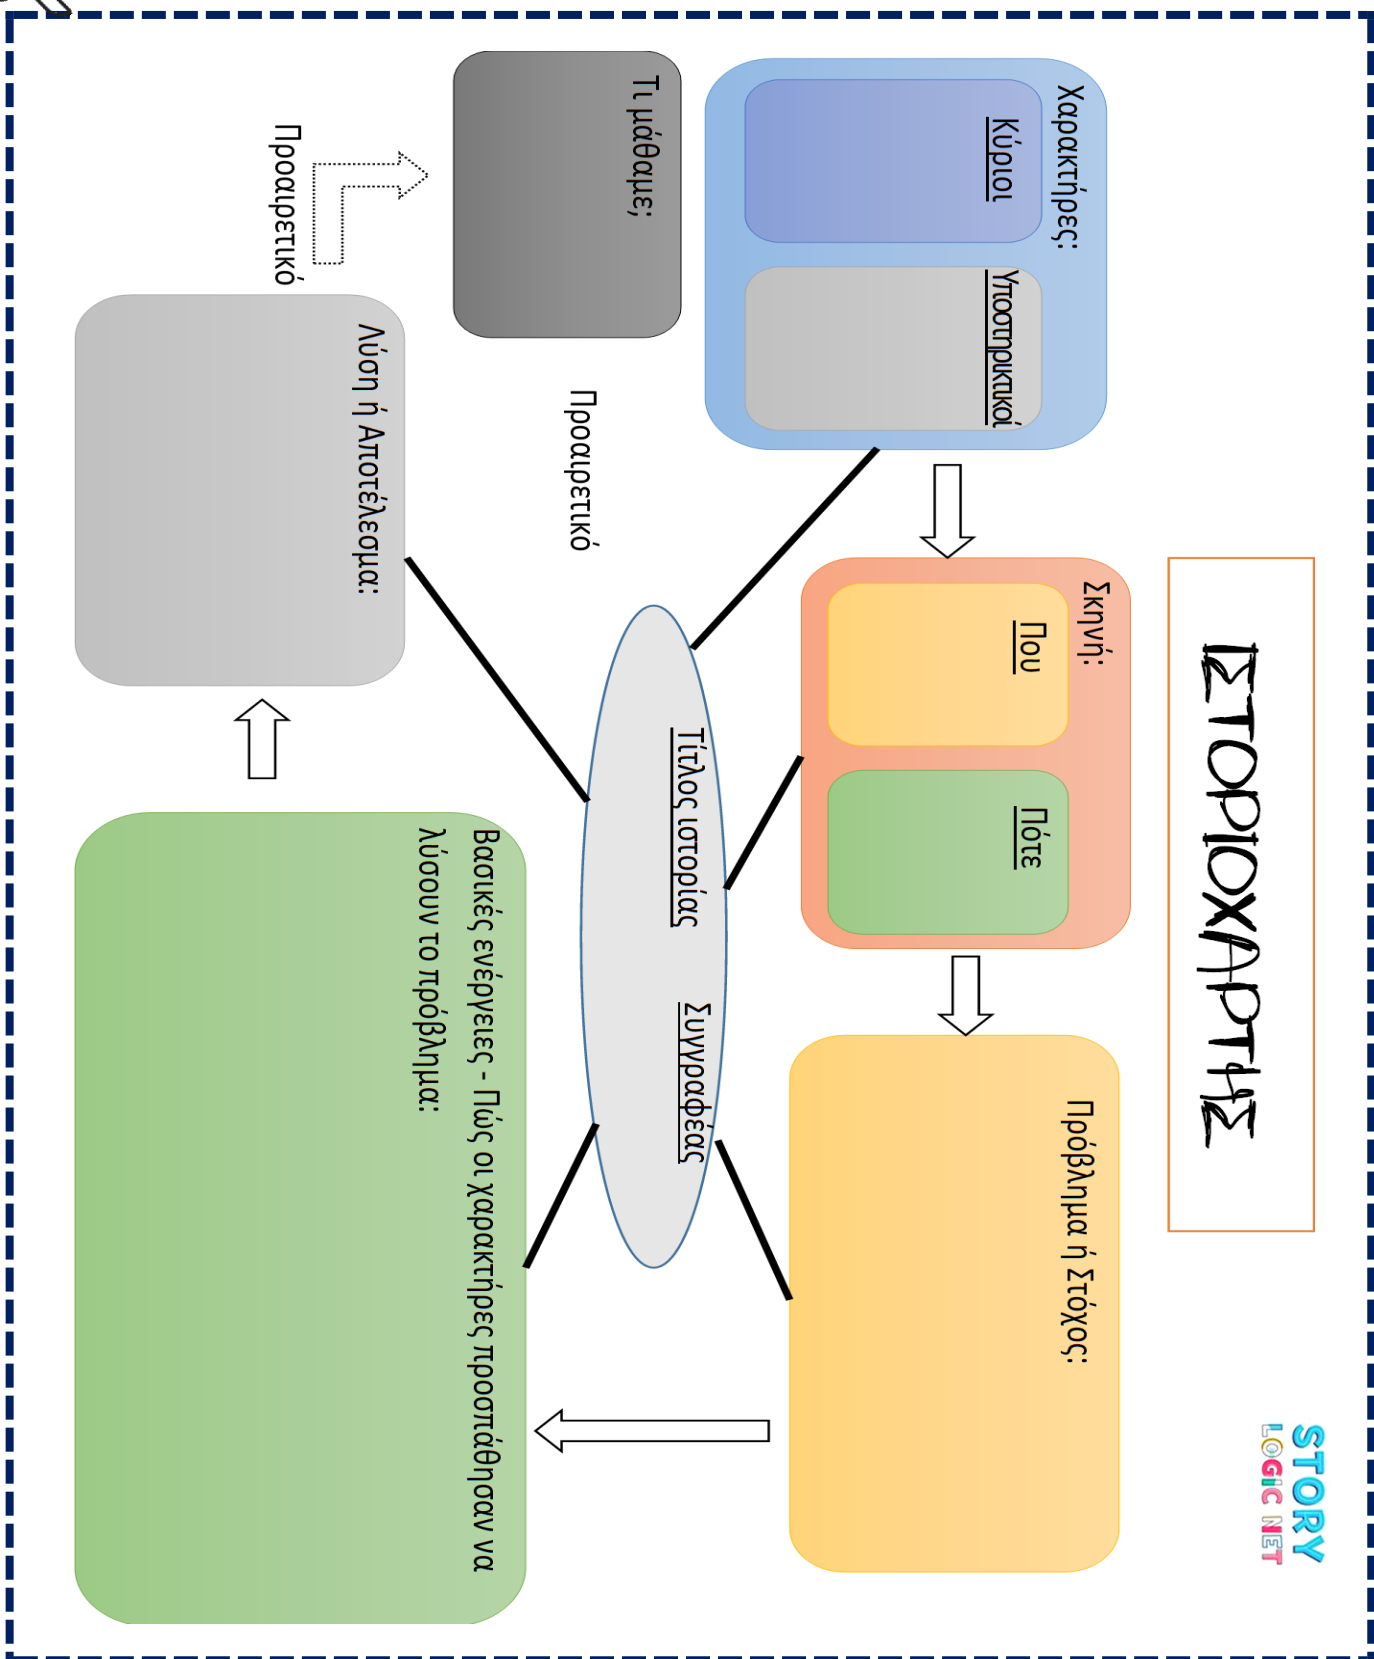 ΙΣΤΟΡΙΟΧΑΡΤΗΣ
STORY
LOGIC NET
Χαρακτήρες:
Κύριοι
Υποστηρικτικοί
Σκηνή:
Που
Πότε
Πρόβλημα ή Στόχος:
Τίτλος ιστορίας
Συγγραφέας
Τι μάθαμε;
Προαιρετικό
Προαιρετικό
Λύση ή Αποτέλεσμα:
Βασικές ενέργειες - Πώς οι χαρακτήρες προσπάθησαν να
λύσουν το πρόβλημα: